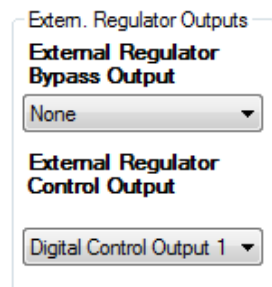 Extern. Regulator Outputs
External Regulator
Bypass Output
None
External Regulator
Control Output
Digital Control Output 1